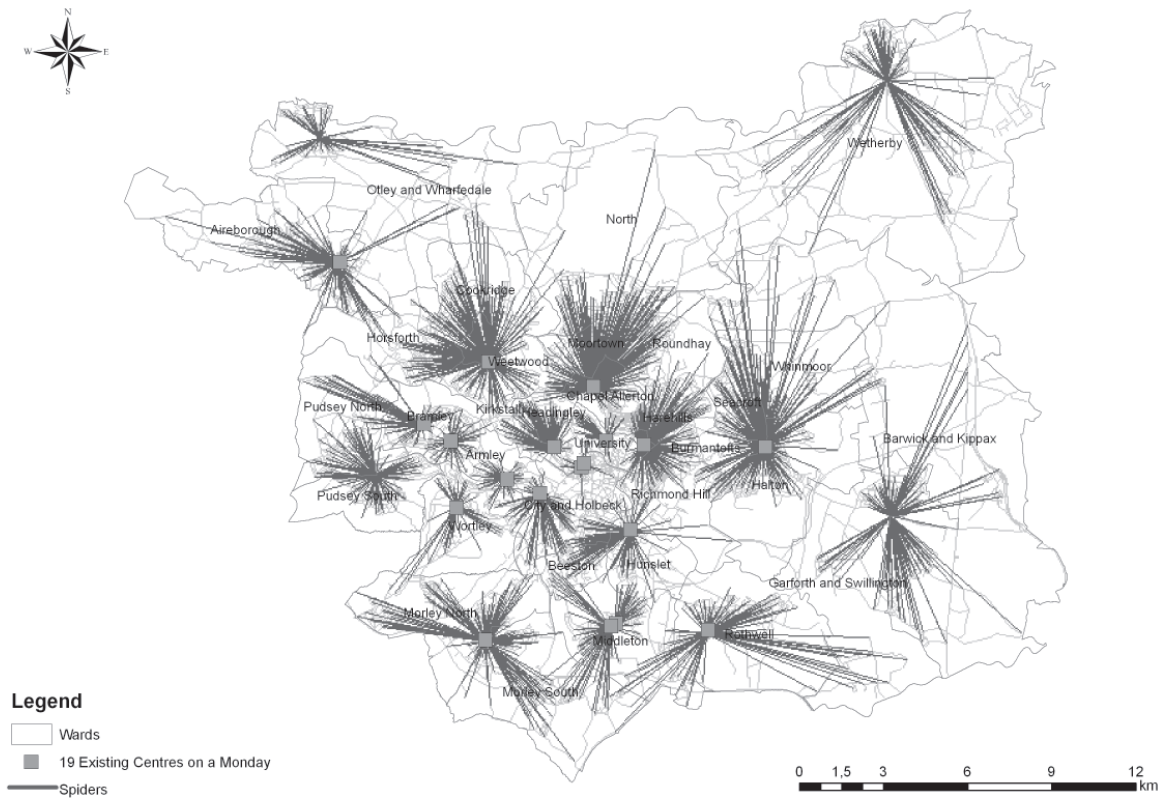 N
W E
S
Wetherby
Otley and Wharfedale
North
Aireborough
Cookridge
Horsforth
Moortown
Roundhay
Weetwood
Whinmoor
Chapel Allerton
Seacroft
Pudsey North
Kirkstall
Headingley
Bramley
Harehills
University
Burmantofts
Barwick and Kippax
Armley
Halton
Pudsey South
Richmond Hill
City and Holbeck
Wortley
Beeston
Hunslet
Garforth and Swillington
Morley North
Middleton
Rothwell
Morley South
Legend
Wards
19 Existing Centres on a Monday
Spiders
0 1,5 3 6 9 12
km